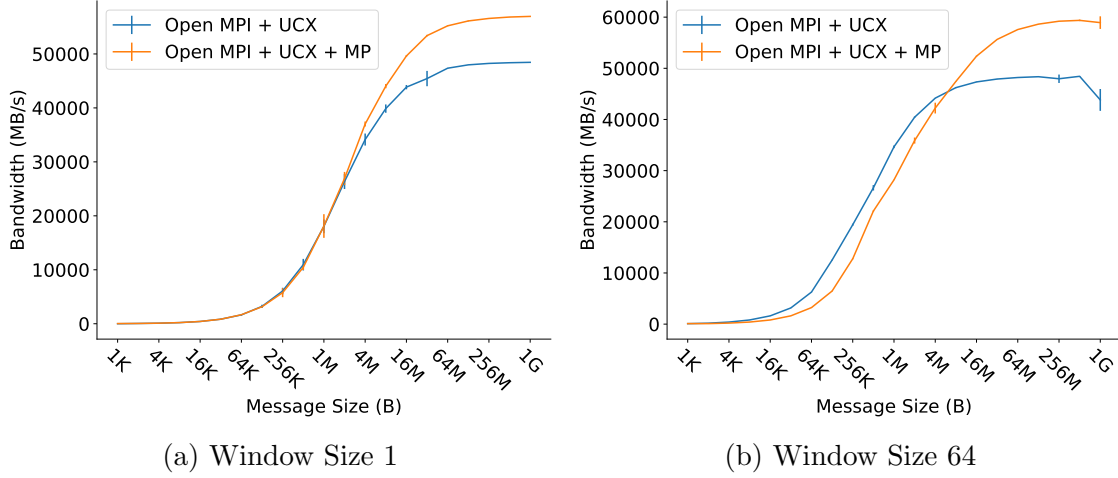 Open MPI + UCX
Open MPI + UCX + MP
Bandwidth (MB/s)
50000
40000
30000
20000
10000
0
1K 4K 16K 64K 256K 1M 4M 16M 64M 256M 1G
Message Size (B)
(a) Window Size 1
Open MPI + UCX
Open MPI + UCX + MP
Bandwidth (MB/s)
60000
50000
40000
30000
20000
10000
0
1K 4K 16K 64K 256K 1M 4M 16M 64M 256M 1G
Message Size (B)
(b) Window Size 64